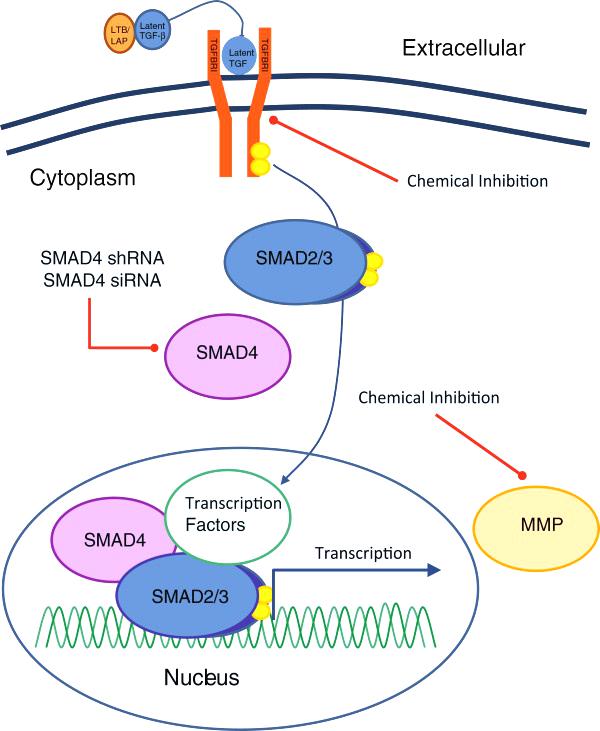 LTB/
LAP
Latent
TGF-β
TGFBRI
Latent
TGF
TGFBRI
Extracellular
Cytoplasm
Chemical Inhibition
SMAD2/3
SMAD4 shRNA
SMAD4 siRNA
SMAD4
Chemical Inhibition
Transcription
Factors
MMP
SMAD4
Transcription
SMAD2/3
Nucleus